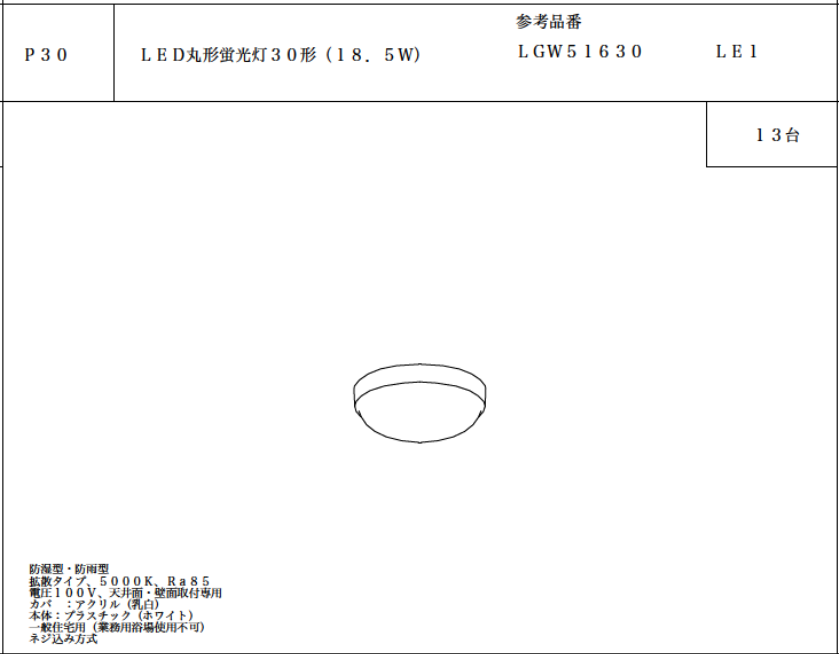 参考品番
P30 LED丸形蛍光灯30形(18.5W) LGW51630 LE1
13台
防湿型・防雨型
拡散タイプ、5000K、Ra85
電圧100V、天井面・壁面取付専用
カバー:アクリル(乳白)
本体:プラスチック(ホワイト)
一般住宅用(業務用浴場使用不可)
ネジ込み方式